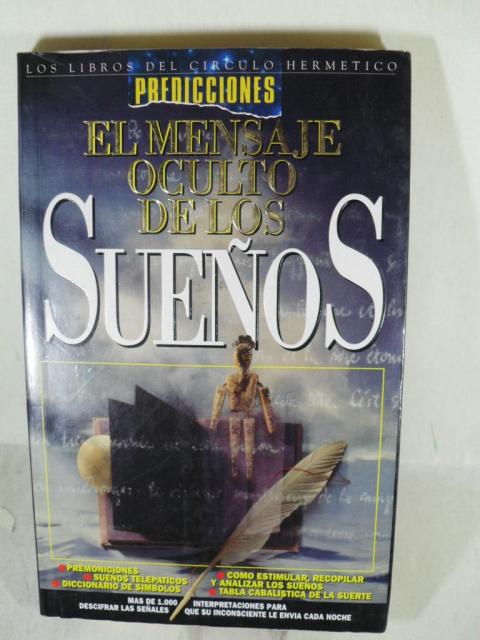 LOS LIBROS DEL CIRCULO HERMETICO
PREDICCIONES
EL MENSAJE
OCULTO
DE LOS
SUEÑOS
PREMONICIONES
SUEÑOS TELEPATICOS
DICCIONARIO DE SIMBOLOS
COMO ESTIMULAR, RECOPILAR
Y ANALIZAR LOS SUEÑOS
TABLA CABALISTICA DE LA SUERTE
MAS DE 1.000 INTERPRETACIONES PARA
DESCIFRAR LAS SEÑALES QUE SU INCONSCIENTE LE ENVIA CADA NOCHE